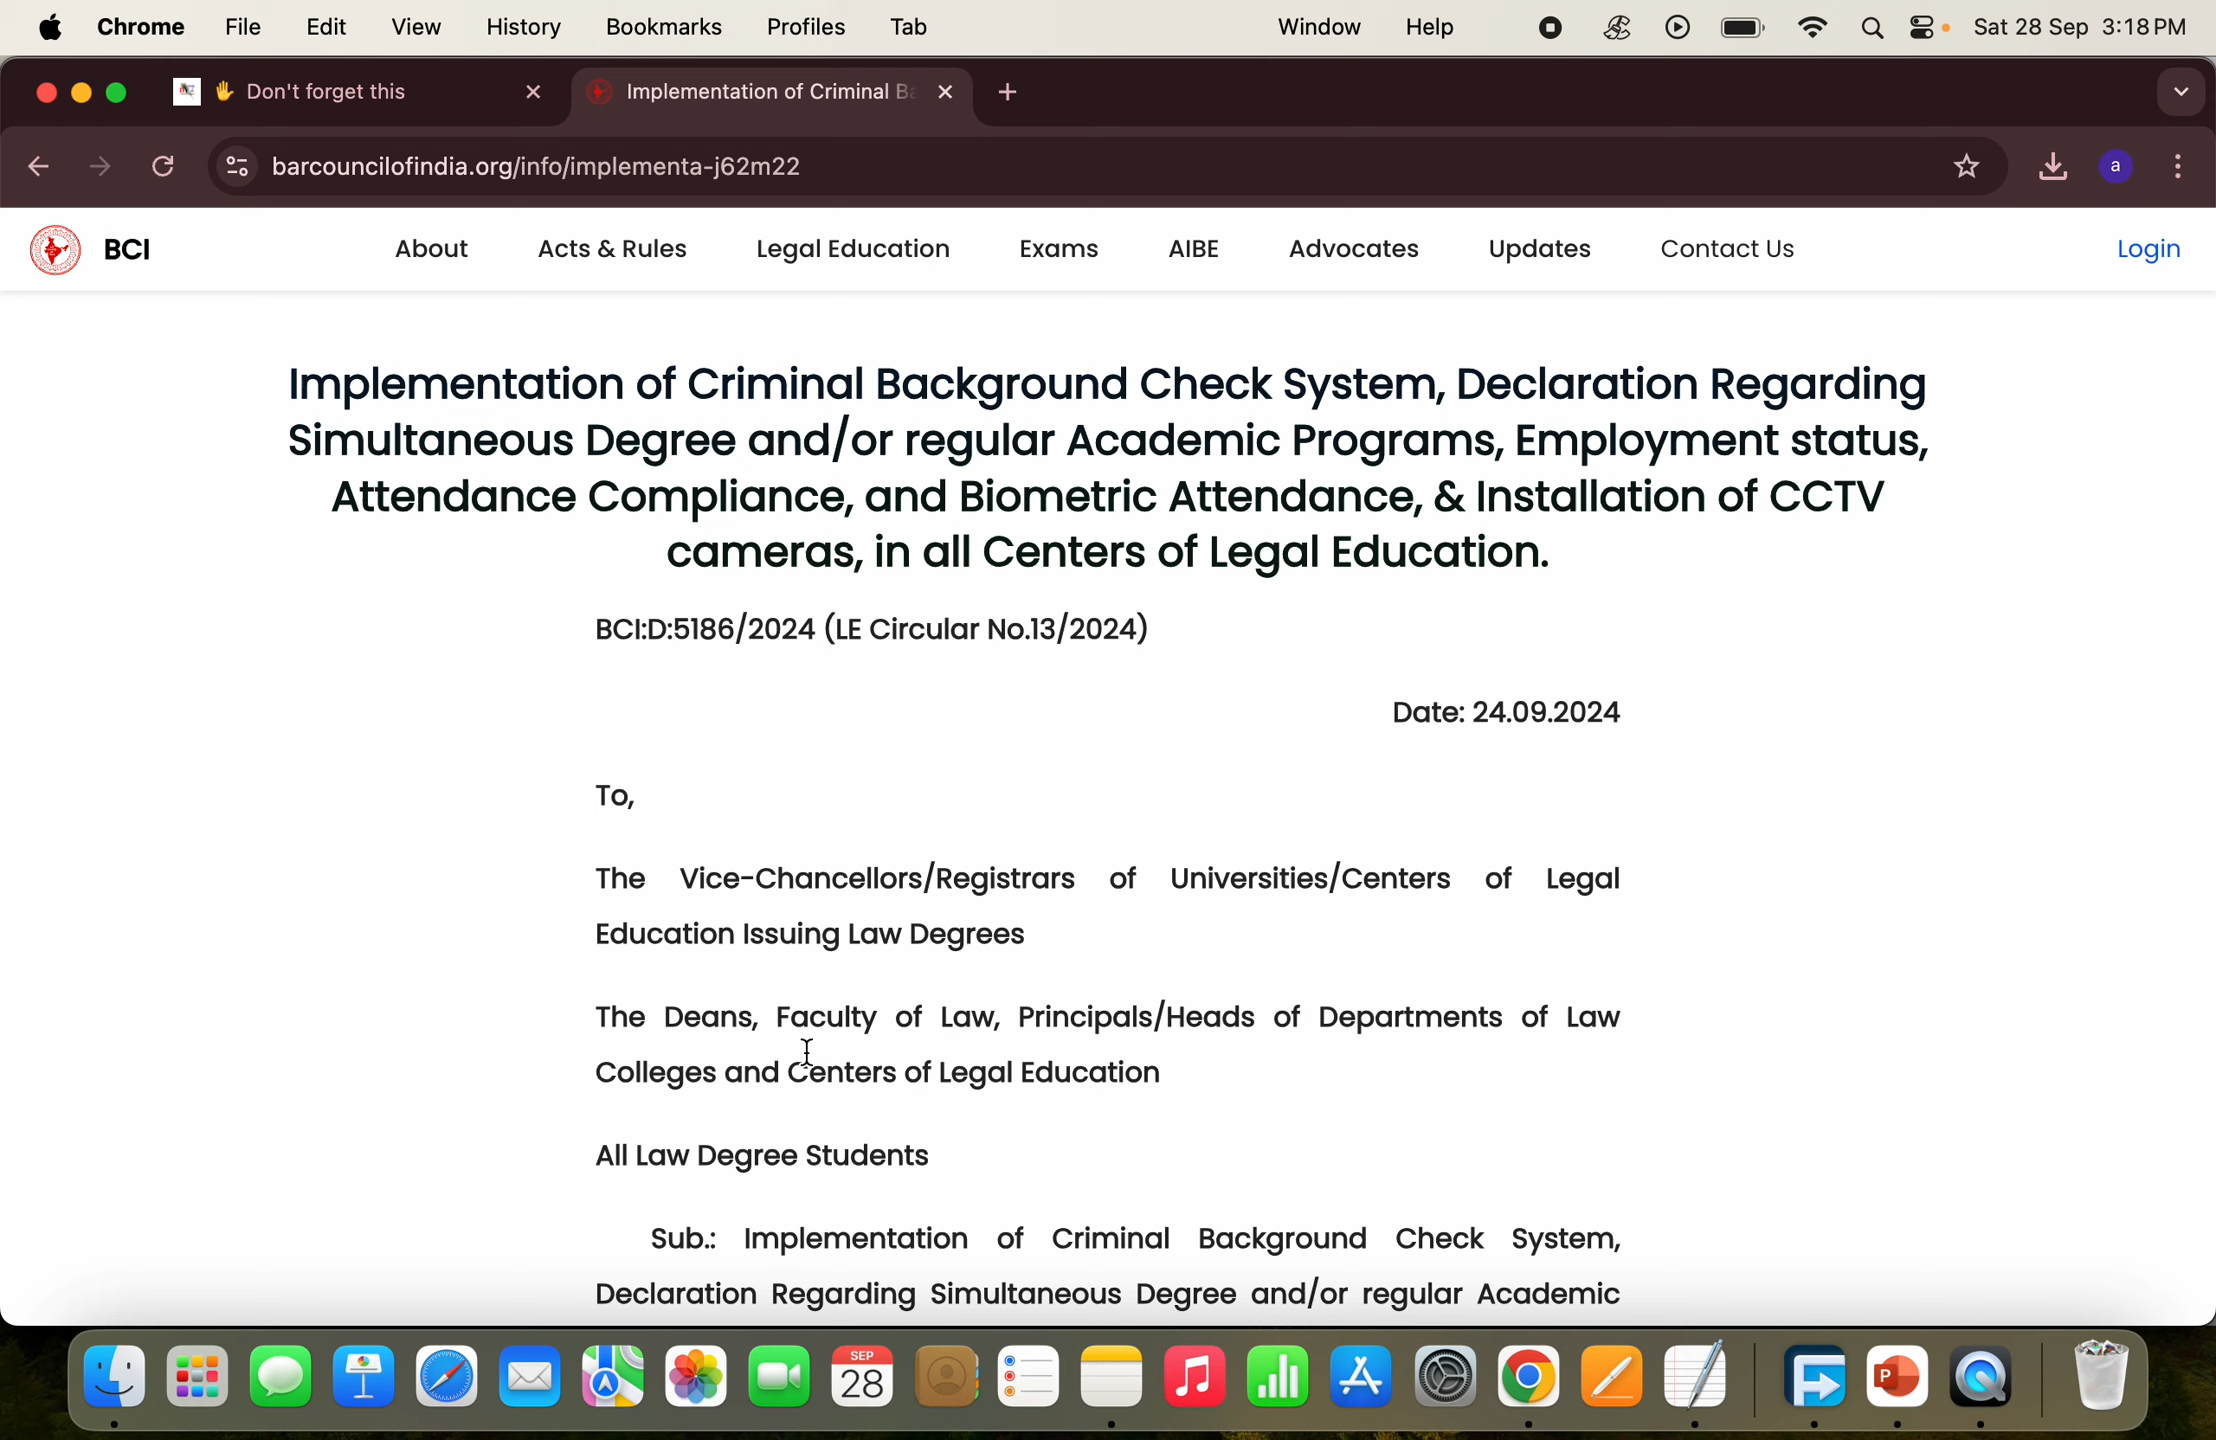 Chrome File Edit View History Bookmarks Profiles Tab Window Help Sat 28 Sep 3:18 PM
Don't forget this Implementation of Criminal Ba
barcouncilofindia.org/info/implementa-j62m22 a
BCI About Acts & Rules Legal Education Exams AIBE Advocates Updates Contact Us Login
Implementation of Criminal Background Check System, Declaration Regarding
Simultaneous Degree and/or regular Academic Programs, Employment status,
Attendance Compliance, and Biometric Attendance, & Installation of CCTV
cameras, in all Centers of Legal Education.
BCI:D:5186/2024 (LE Circular No.13/2024)
Date: 24.09.2024
To,
The Vice-Chancellors/Registrars of Universities/Centers of Legal
Education Issuing Law Degrees
The Deans, Faculty of Law, Principals/Heads of Departments of Law
Colleges and Centers of Legal Education
All Law Degree Students
Sub.: Implementation of Criminal Background Check System,
Declaration Regarding Simultaneous Degree and/or regular Academic
SEP
28
P